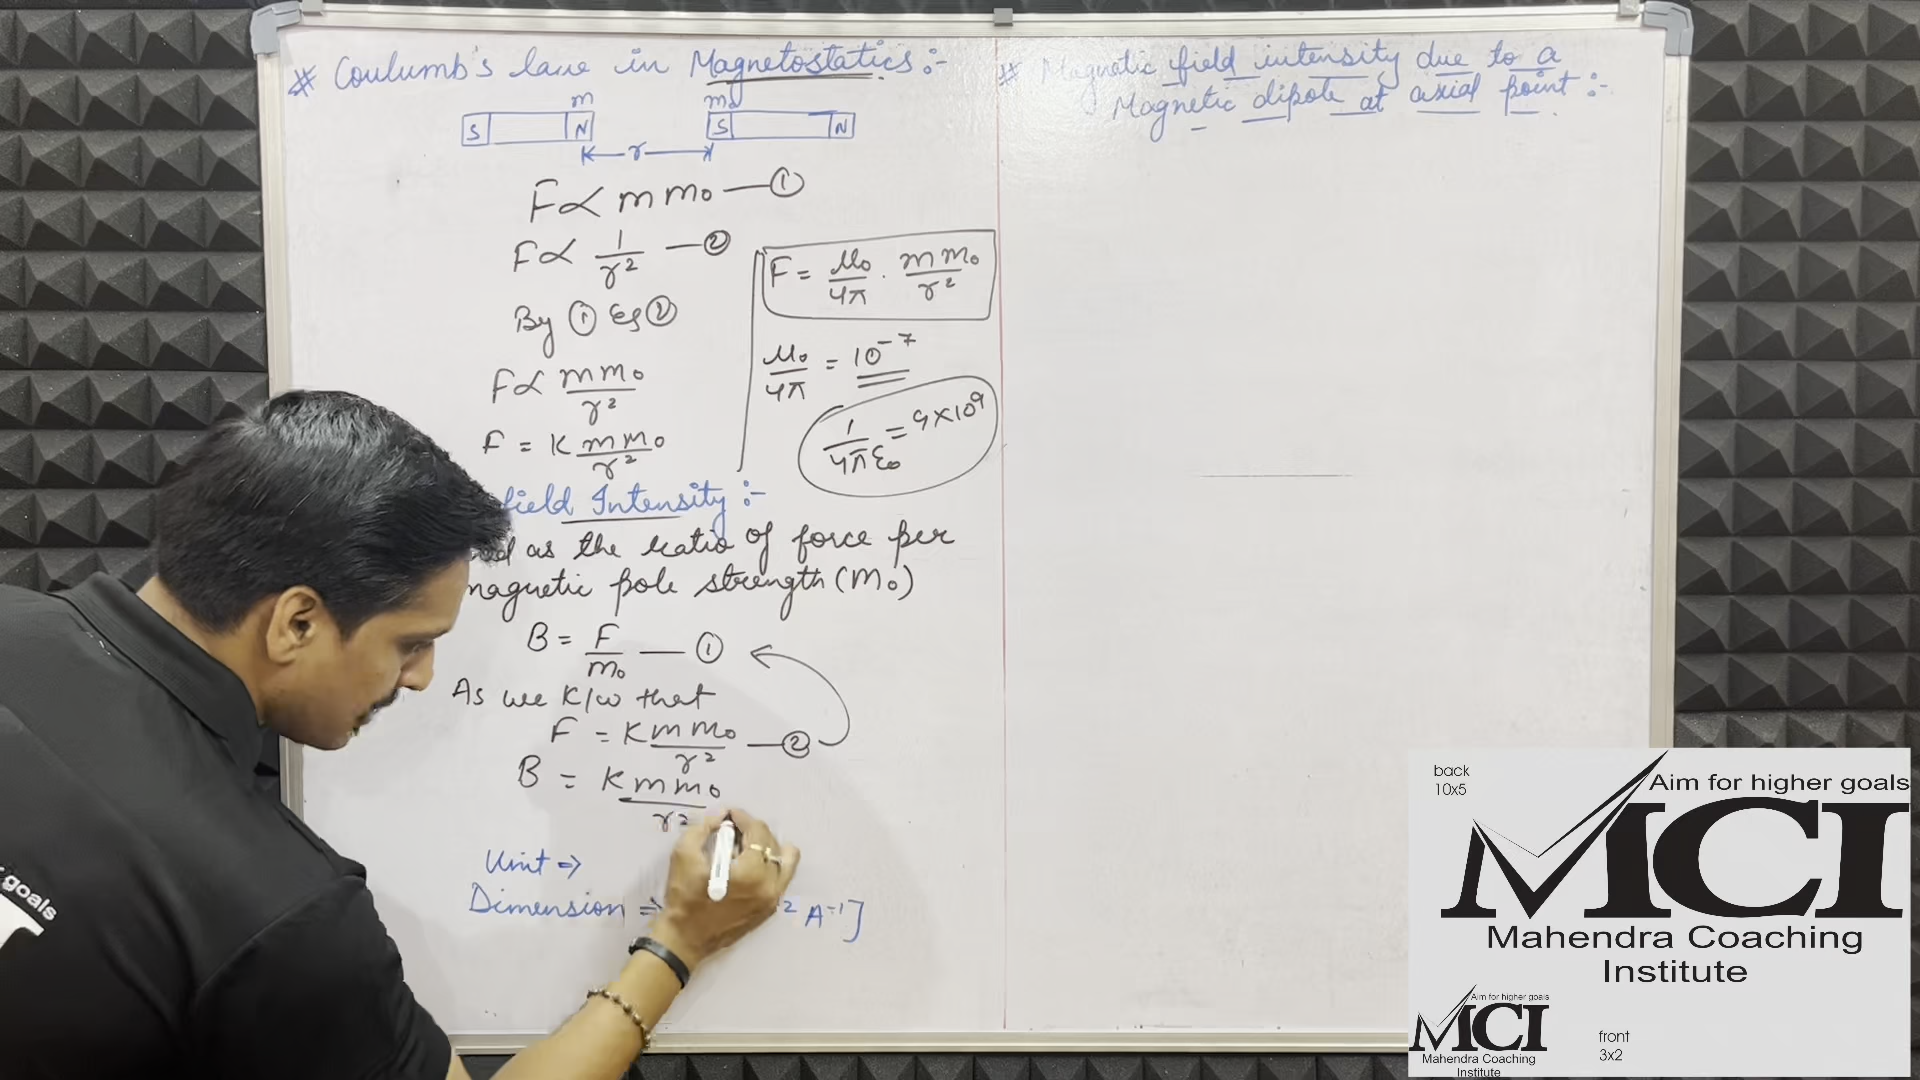 # Coulumb's law in Magnetostatics :-
m m₀
S N S N
r
F ∝ m m₀ — ①
F ∝ 1/r² — ②
By ① & ②
F ∝ m m₀/r²
F = K m m₀/r²
F = μ₀/4π · m m₀/r²
μ₀/4π = 10⁻⁷
1/4πε₀ = 9×10⁹
field Intensity :-
as the ratio of force per
magnetic pole strength (m₀)
B = F/m₀ — ①
As we K/w that
F = K m m₀/r² — ②
B = K m m₀/r²
Unit ⇒
Dimension ⇒ A⁻¹]
# Magnetic field intensity due to a
Magnetic dipole at axial point :-
goals
back
10x5
Aim for higher goals
MCI
Mahendra Coaching
Institute
Aim for higher goals
MCI
Mahendra Coaching
Institute
front
3x2